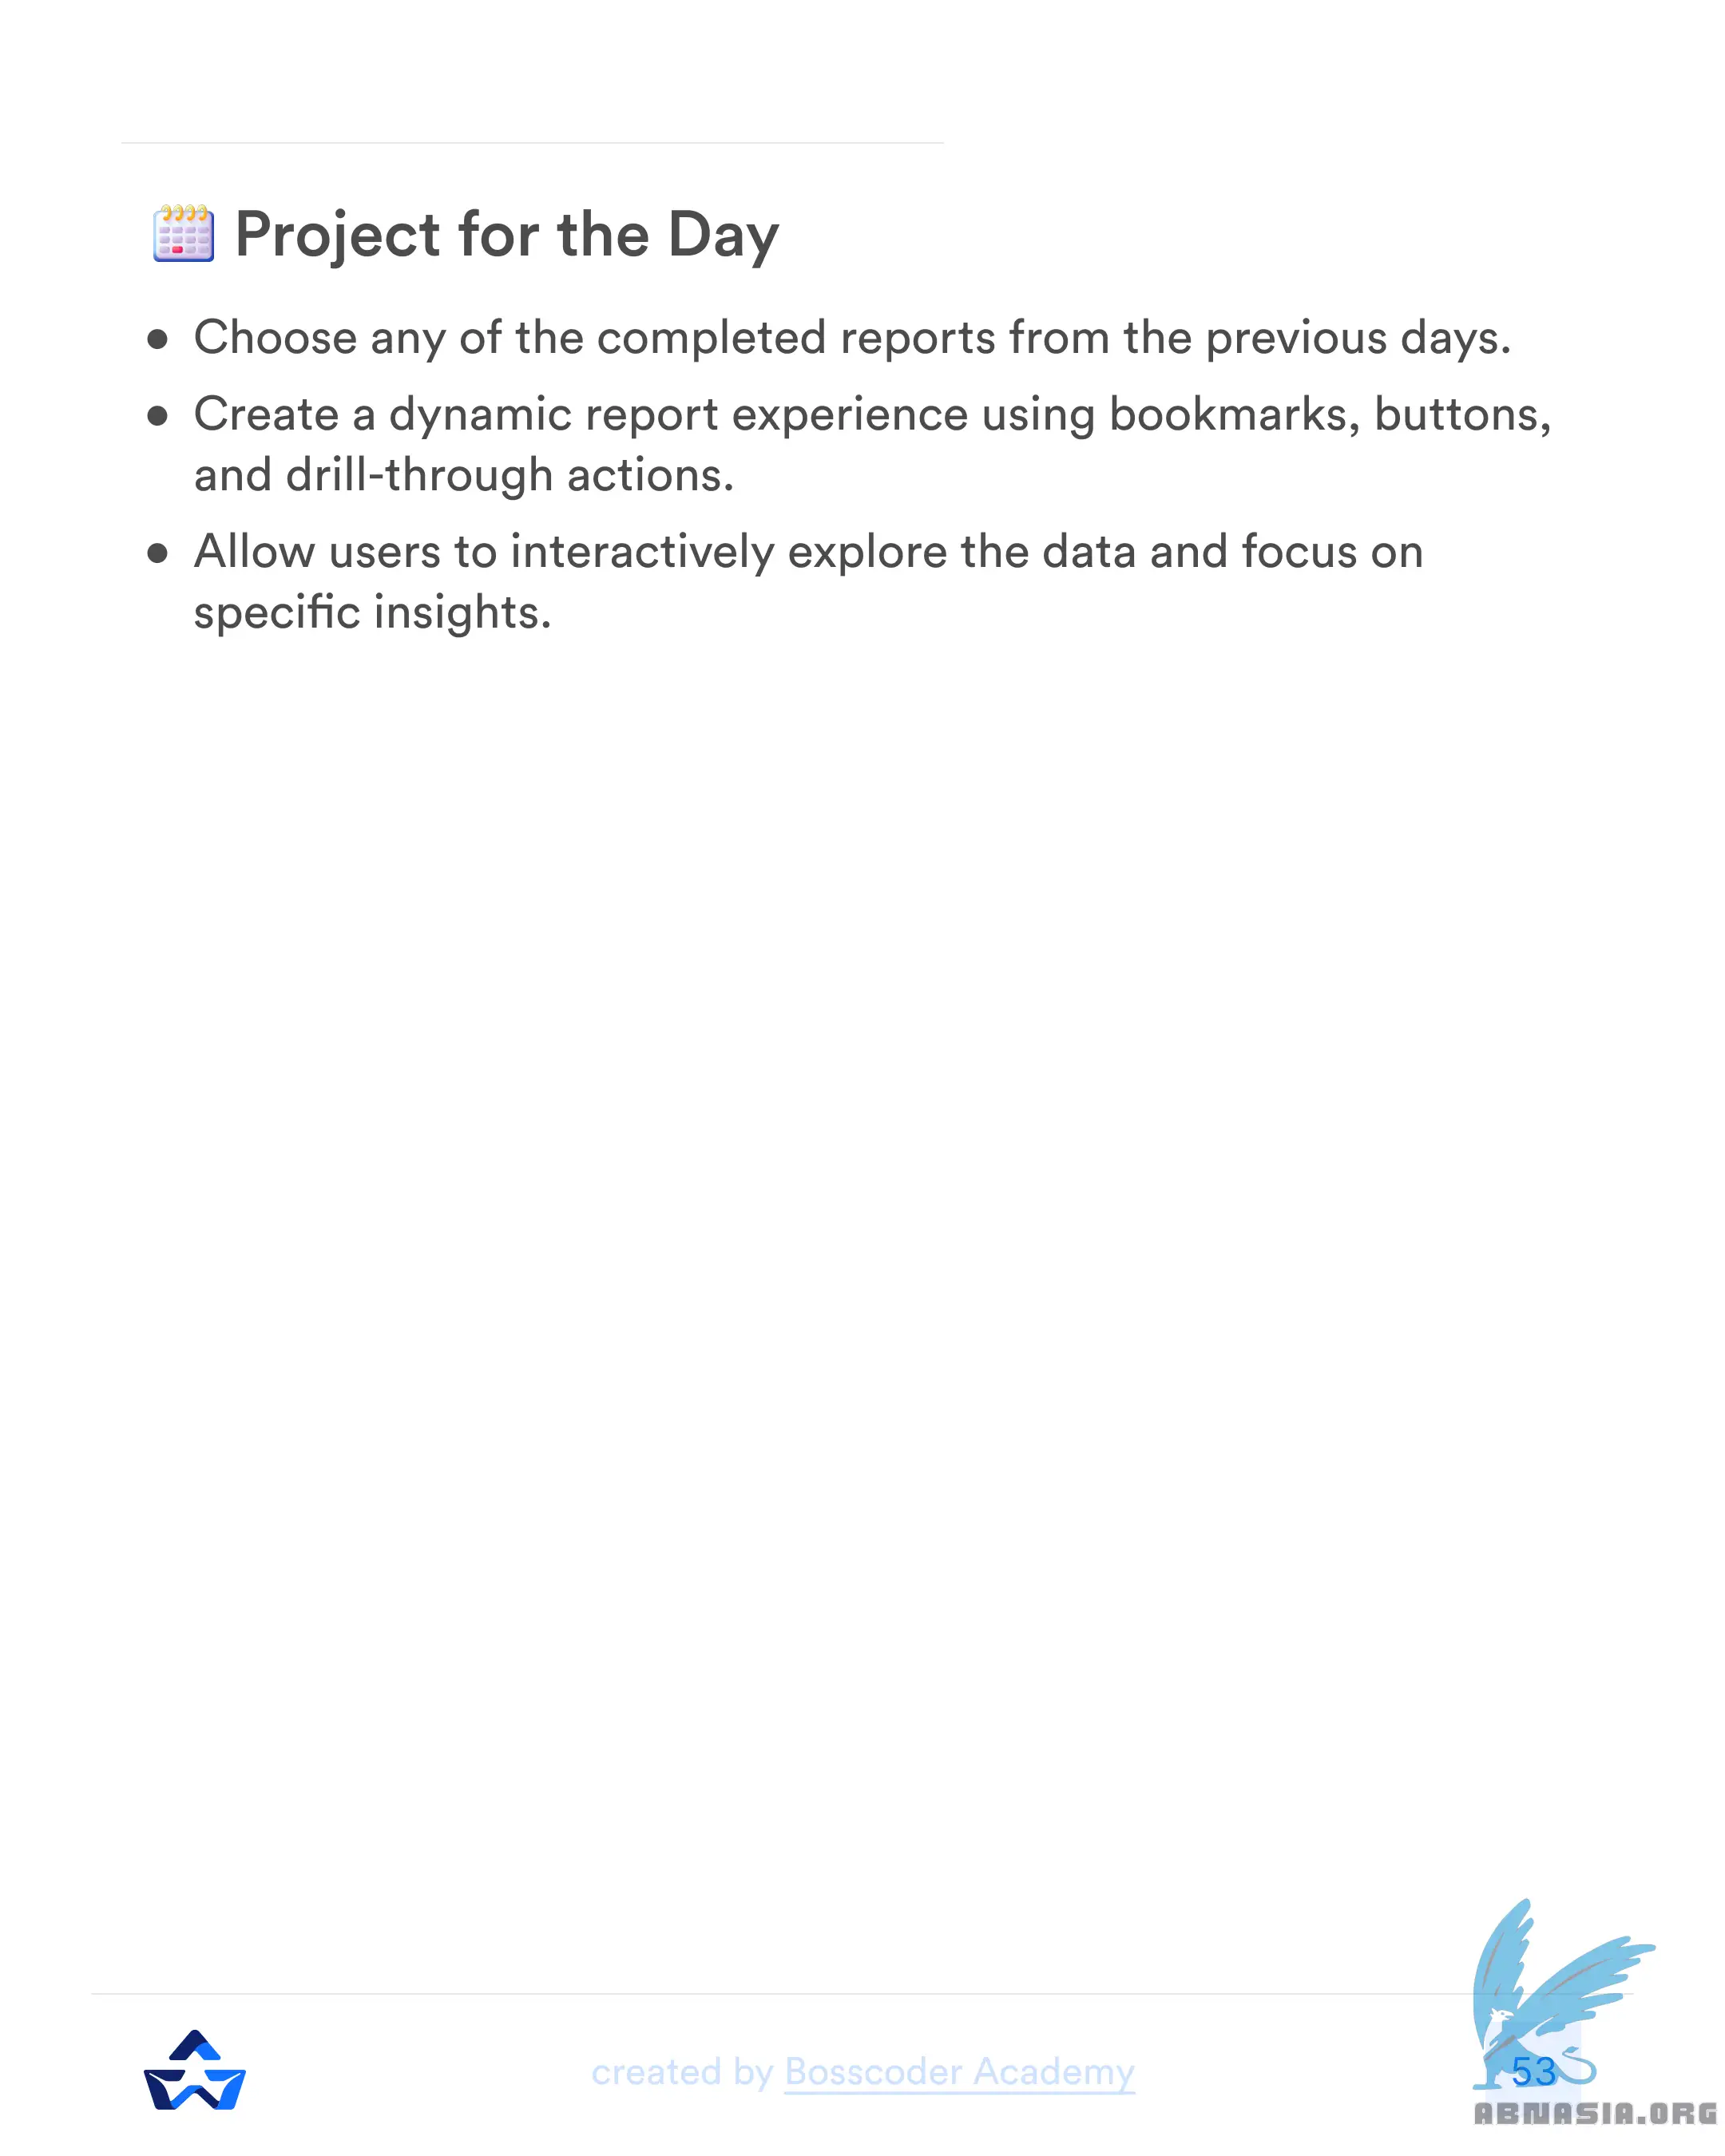 Project for the Day
● Choose any of the completed reports from the previous days.
● Create a dynamic report experience using bookmarks, buttons,
and drill-through actions.
● Allow users to interactively explore the data and focus on
specific insights.
created by Bosscoder Academy
53
ABNASIA.ORG